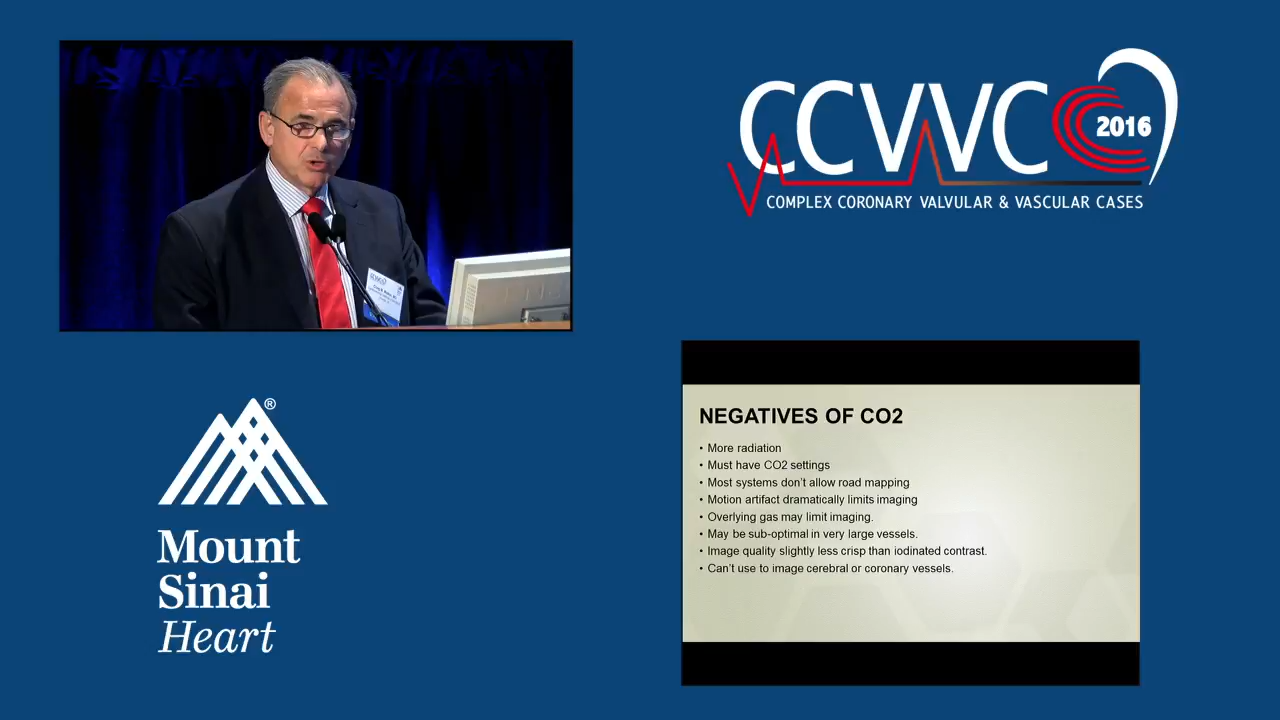 CCVVC
2016
COMPLEX CORONARY VALVULAR & VASCULAR CASES
®
Mount
Sinai
Heart
NEGATIVES OF CO2
• More radiation
• Must have CO2 settings
• Most systems don't allow road mapping
• Motion artifact dramatically limits imaging
• Overlying gas may limit imaging.
• May be sub-optimal in very large vessels.
• Image quality slightly less crisp than iodinated contrast.
• Can't use to image cerebral or coronary vessels.